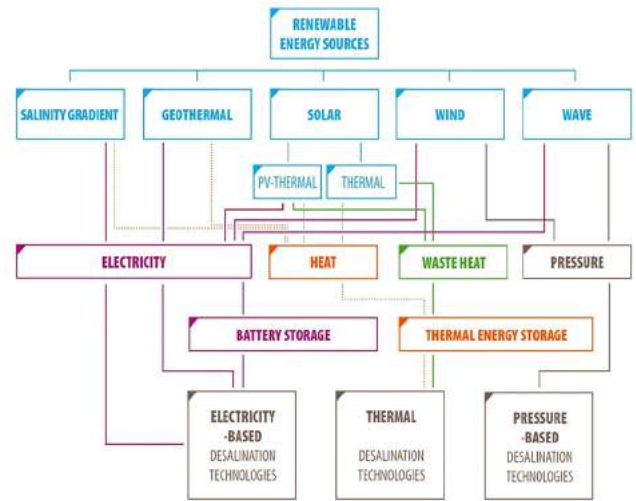 RENEWABLE
ENERGY SOURCES
SALINITY GRADIENT
GEOTHERMAL
SOLAR
WIND
WAVE
PV-THERMAL
THERMAL
ELECTRICITY
HEAT
WASTE HEAT
PRESSURE
BATTERY STORAGE
THERMAL ENERGY STORAGE
ELECTRICITY
-BASED
DESALINATION
TECHNOLOGIES
THERMAL
DESALINATION
TECHNOLOGIES
PRESSURE
-BASED
DESALINATION
TECHNOLOGIES